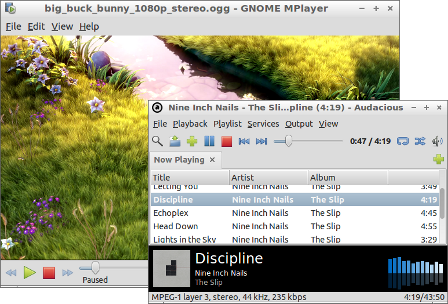 big_buck_bunny_1080p_stereo.ogg - GNOME MPlayer
File Edit View Help
Nine Inch Nails - The Sli...pline (4:19) - Audacious
File Playback Playlist Services Output View
0:47 / 4:19
Now Playing
Title Artist Album
Letting You Nine Inch Nails The Slip 3:49
Discipline Nine Inch Nails The Slip 4:19
Echoplex Nine Inch Nails The Slip 4:45
Head Down Nine Inch Nails The Slip 4:55
Lights in the Sky Nine Inch Nails The Slip 3:29
Discipline
Nine Inch Nails
The Slip
Paused
MPEG-1 layer 3, stereo, 44 kHz, 235 kbps 4:19/43:50